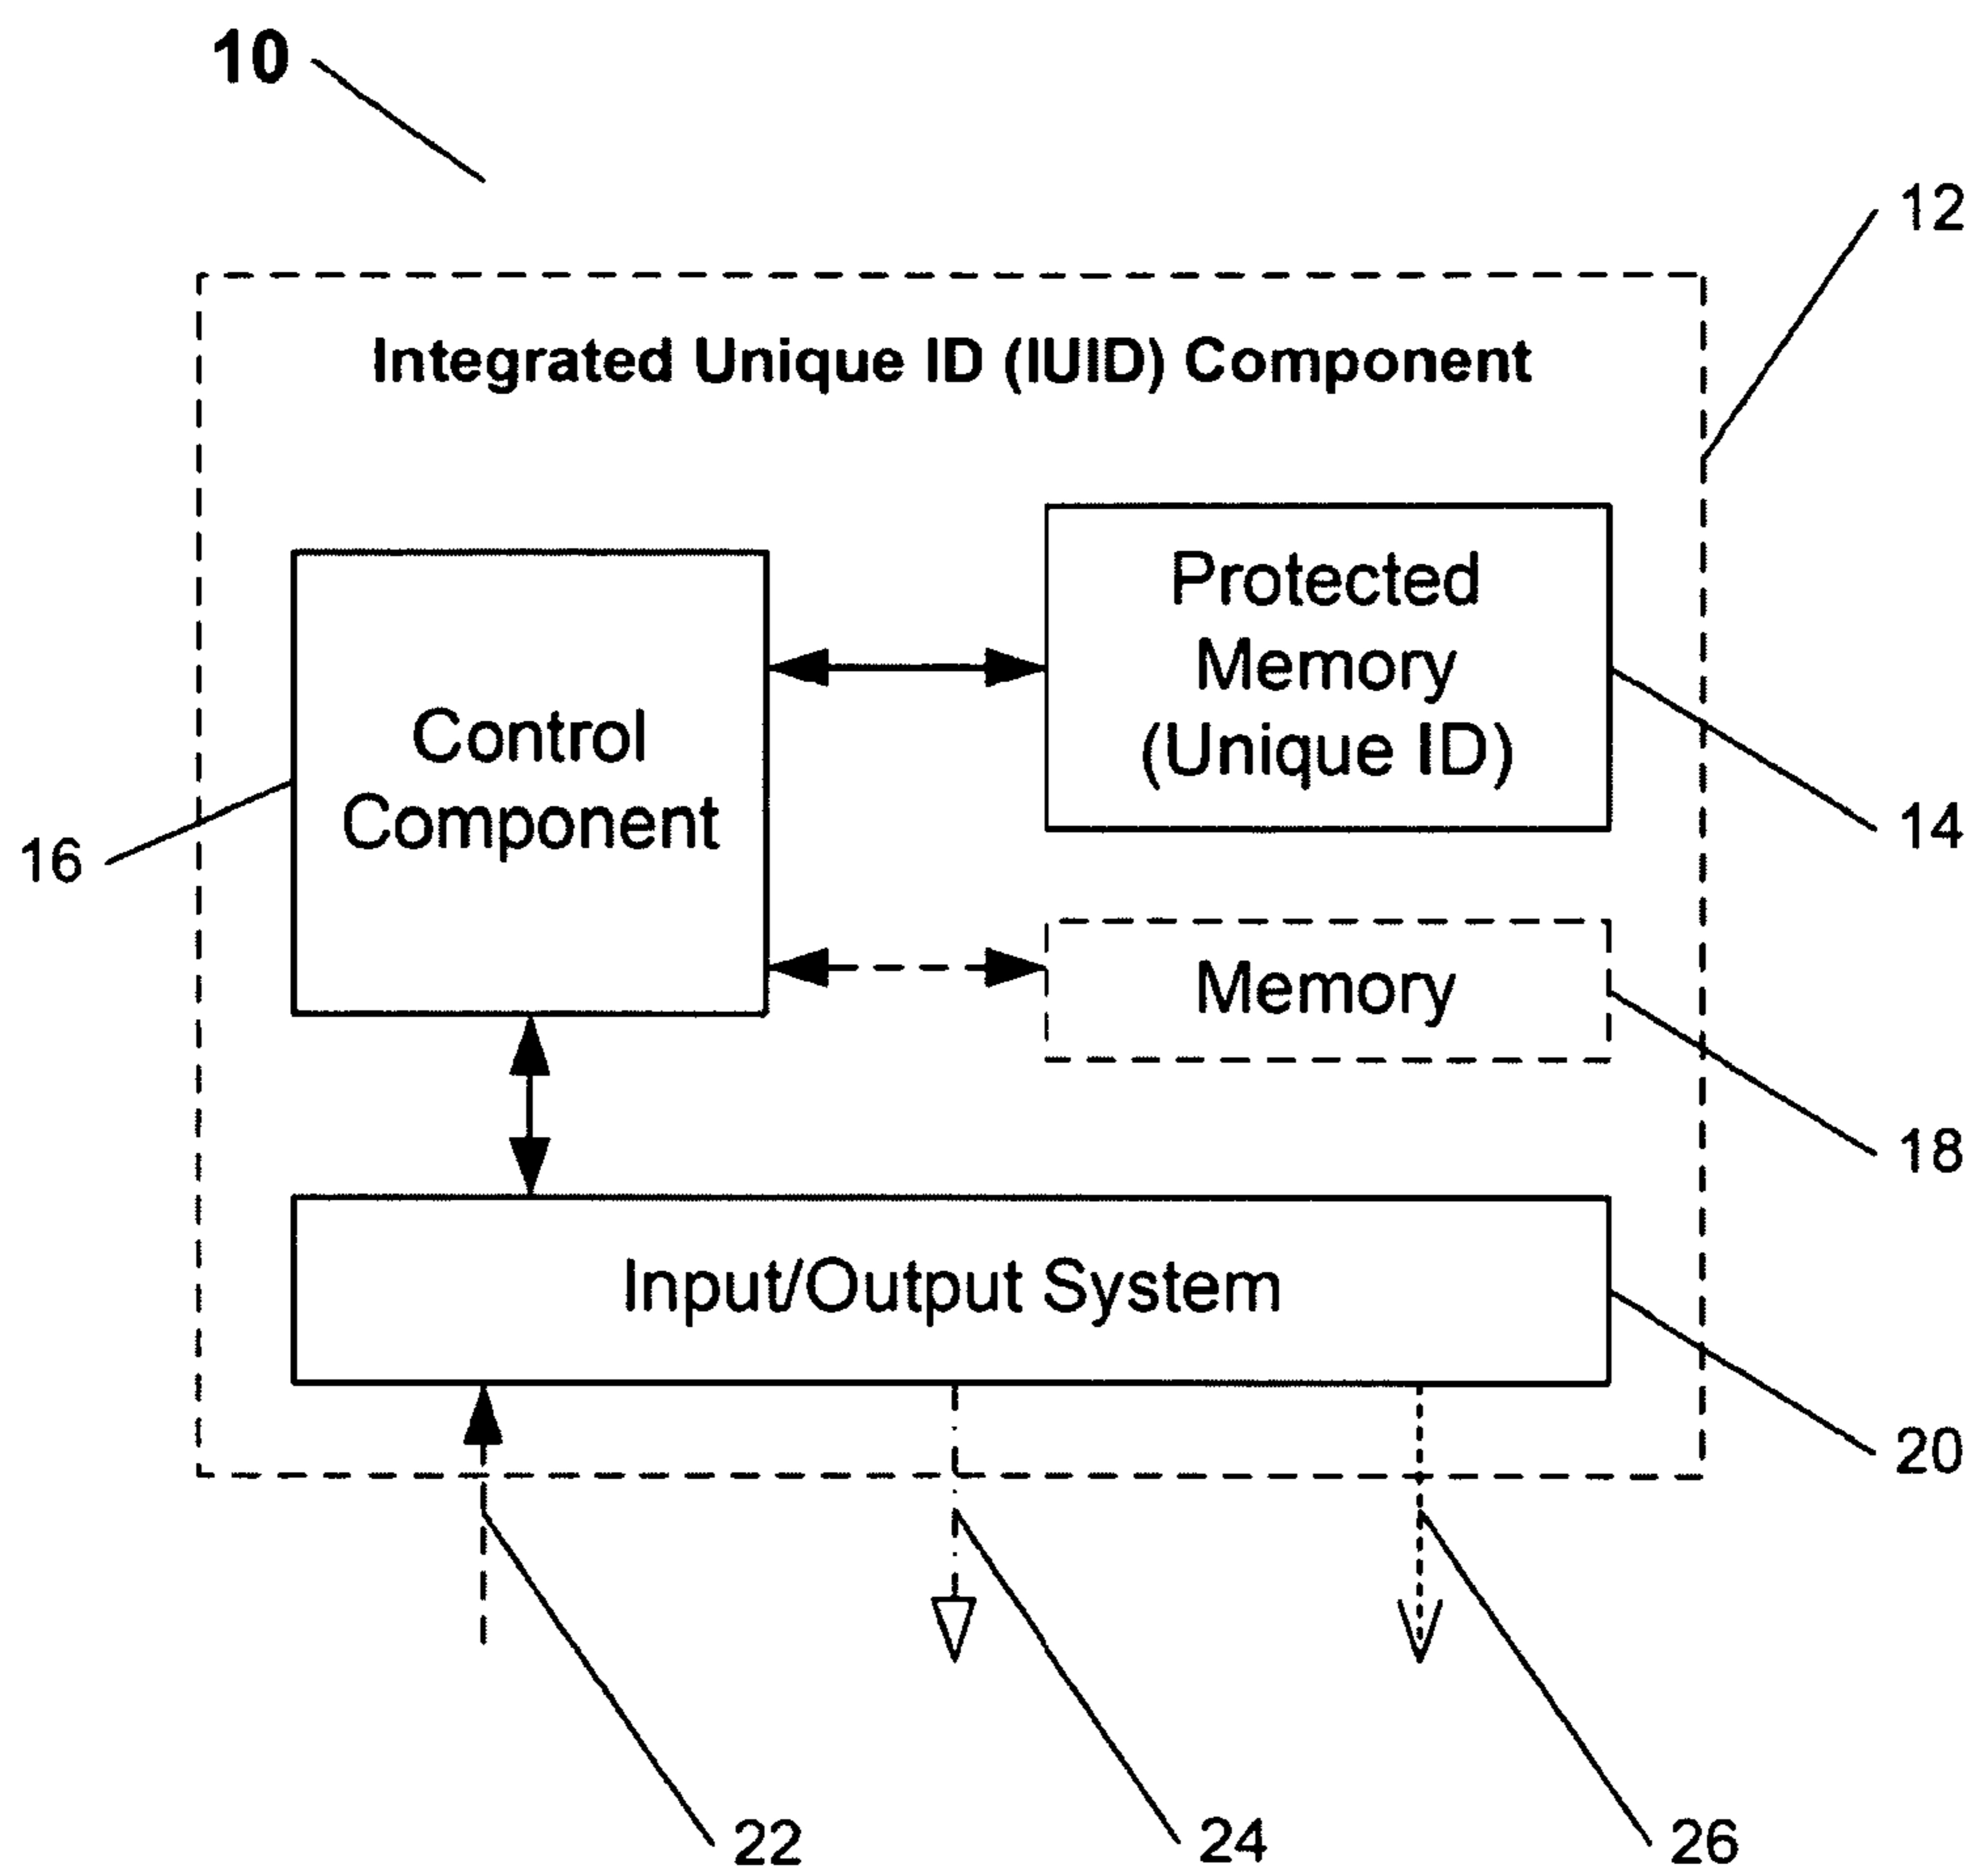 10
12
Integrated Unique ID (IUID) Component
Protected
Memory
(Unique ID)
Control
Component
16
14
Memory
18
Input/Output System
20
22
24
26